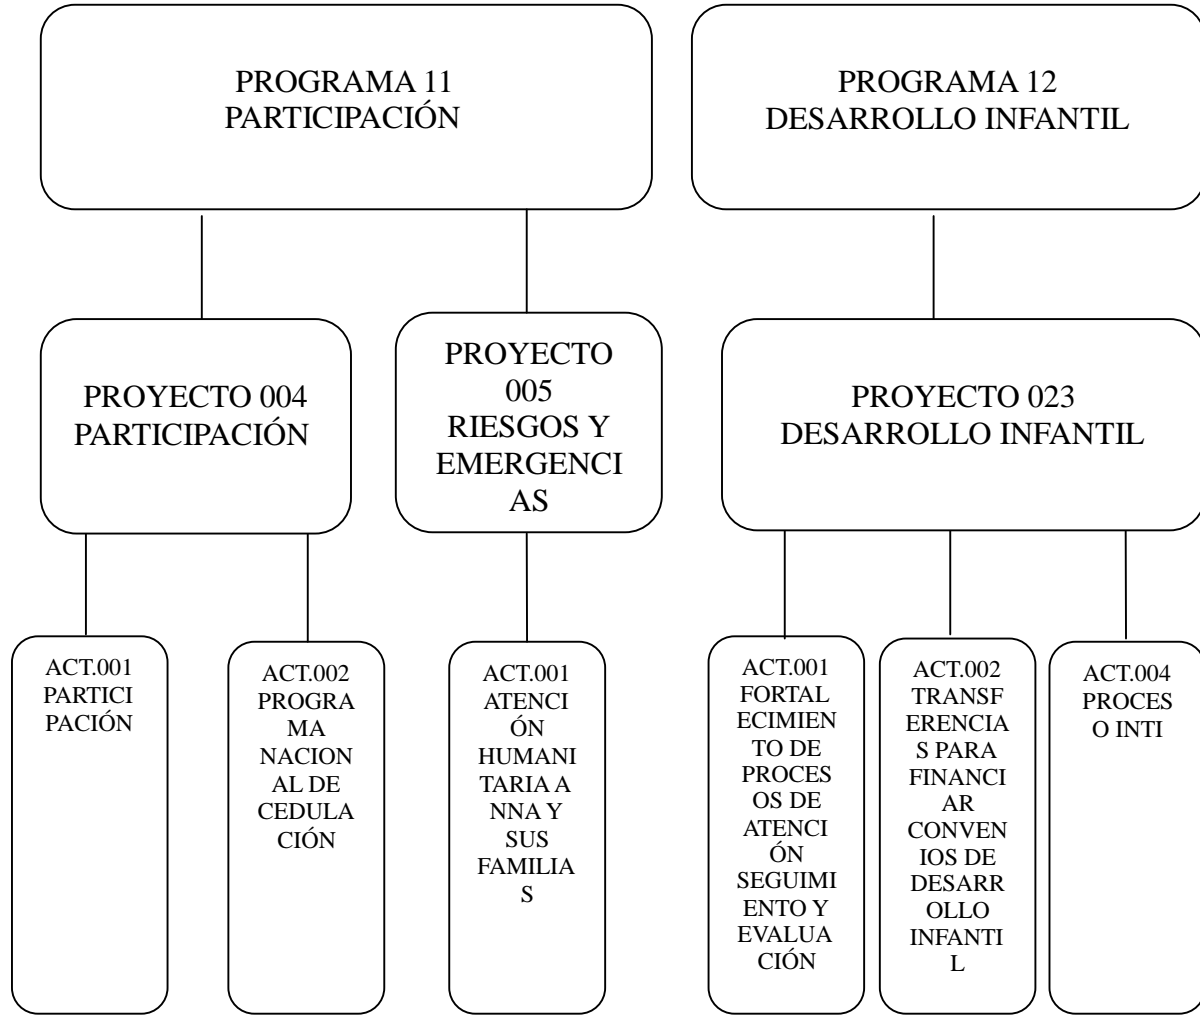 PROGRAMA 11
PARTICIPACIÓN
PROGRAMA 12
DESARROLLO INFANTIL
PROYECTO 004
PARTICIPACIÓN
PROYECTO
005
RIESGOS Y
EMERGENCI
AS
PROYECTO 023
DESARROLLO INFANTIL
ACT.001
PARTICI
PACIÓN
ACT.002
PROGRA
MA
NACION
AL DE
CEDULA
CIÓN
ACT.001
ATENCI
ÓN
HUMANI
TARIA A
NNA Y
SUS
FAMILIA
S
ACT.001
FORTAL
ECIMIEN
TO DE
PROCES
OS DE
ATENCI
ÓN
SEGUIMI
ENTO Y
EVALUA
CIÓN
ACT.002
TRANSF
ERENCIA
S PARA
FINANCI
AR
CONVEN
IOS DE
DESARR
OLLO
INFANTI
L
ACT.004
PROCES
O INTI